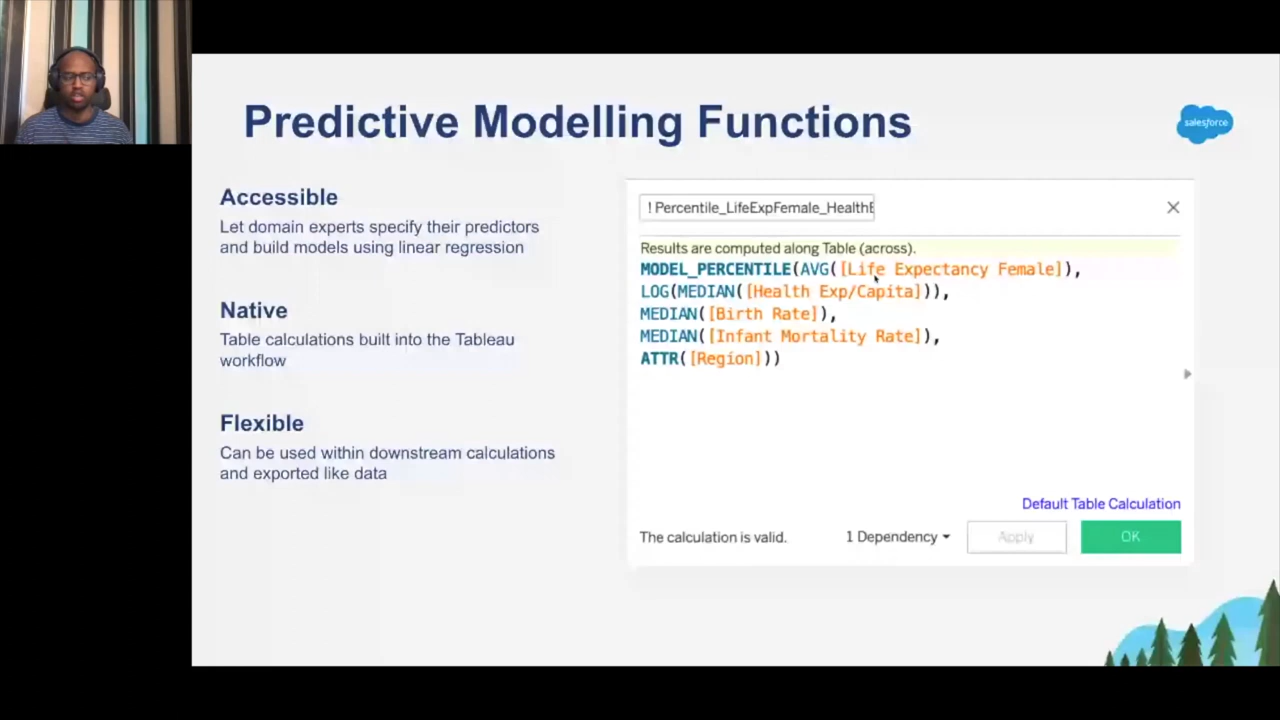 Predictive Modelling Functions
salesforce
Accessible
Let domain experts specify their predictors
and build models using linear regression
Native
Table calculations built into the Tableau
workflow
Flexible
Can be used within downstream calculations
and exported like data
! Percentile_LifeExpFemale_HealthE
Results are computed along Table (across).
MODEL_PERCENTILE(AVG([Life Expectancy Female]),
LOG(MEDIAN([Health Exp/Capita])),
MEDIAN([Birth Rate]),
MEDIAN([Infant Mortality Rate]),
ATTR([Region]))
Default Table Calculation
The calculation is valid.
1 Dependency
Apply
OK